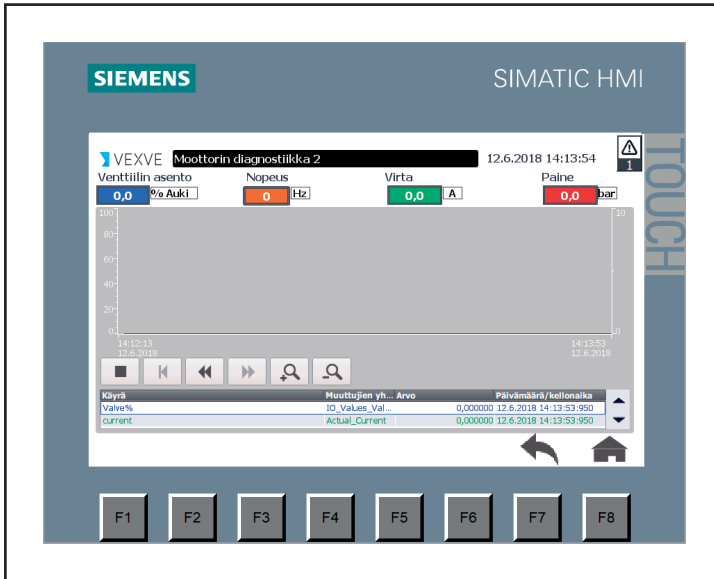 SIEMENS
SIMATIC HMI
TOUCH
VEXVE Moottorin diagnostiikka 2 12.6.2018 14:13:54
1
Venttiilin asento Nopeus Virta Paine
0,0 % Auki 0 Hz 0,0 A 0,0 bar
100 10
80
60
40
20
0 0
14:12:13 14:13:53
12.6.2018 12.6.2018
Käyrä Muuttujien yh... Arvo Päivämäärä/kellonaika
Valve% IO_Values_Val... 0,000000 12.6.2018 14:13:53:950
current Actual_Current 0,000000 12.6.2018 14:13:53:950
F1 F2 F3 F4 F5 F6 F7 F8